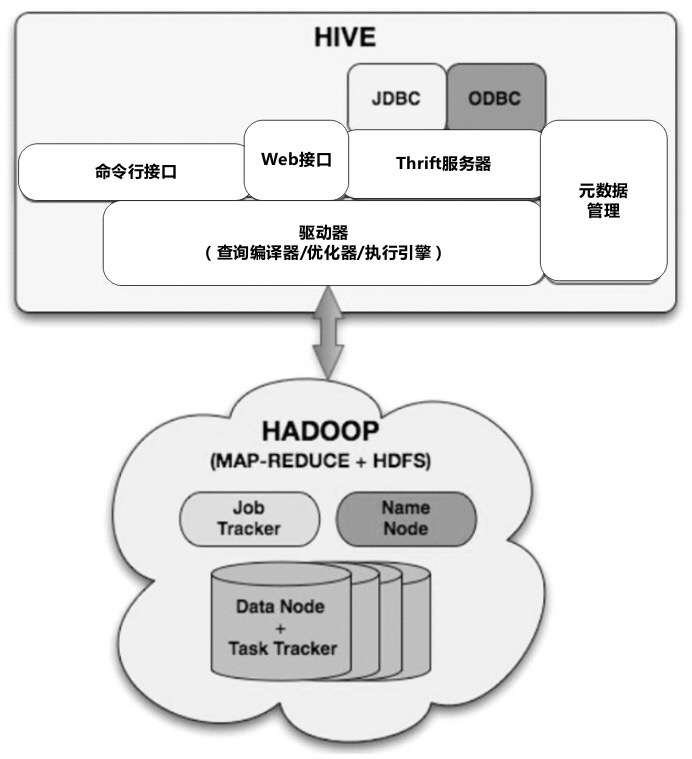 HIVE
JDBC
ODBC
命令行接口
Web接口
Thrift服务器
元数据
管理
驱动器
（查询编译器/优化器/执行引擎）
HADOOP
(MAP-REDUCE + HDFS)
Job
Tracker
Name
Node
Data Node
+
Task Tracker